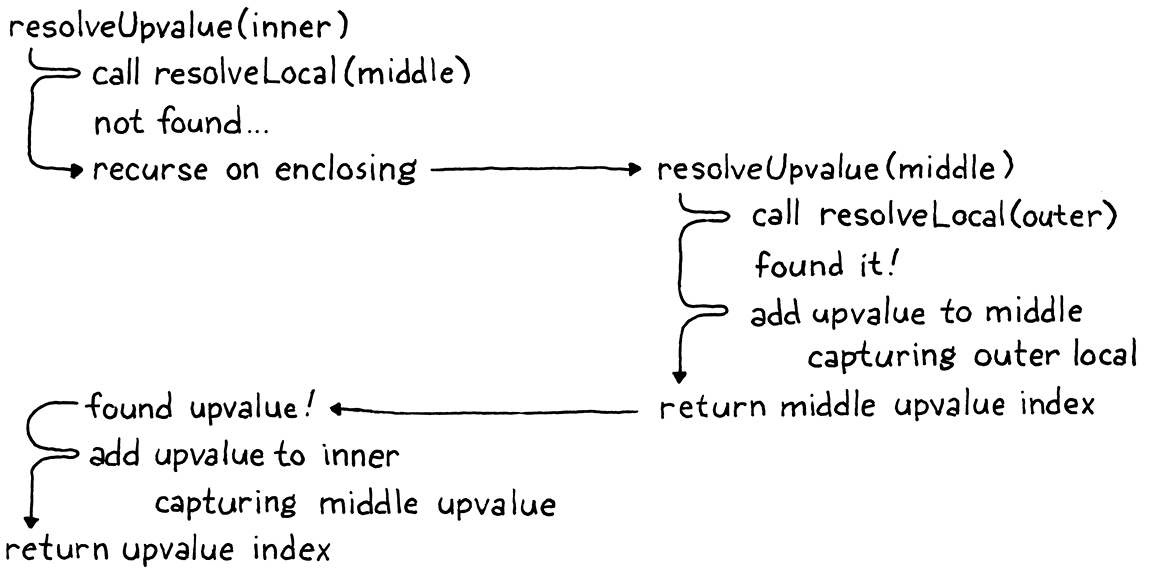 resolveUpvalue(inner)
call resolveLocal(middle)
not found...
recurse on enclosing
resolveUpvalue(middle)
call resolveLocal(outer)
found it!
add upvalue to middle
capturing outer local
return middle upvalue index
found upvalue!
add upvalue to inner
capturing middle upvalue
return upvalue index